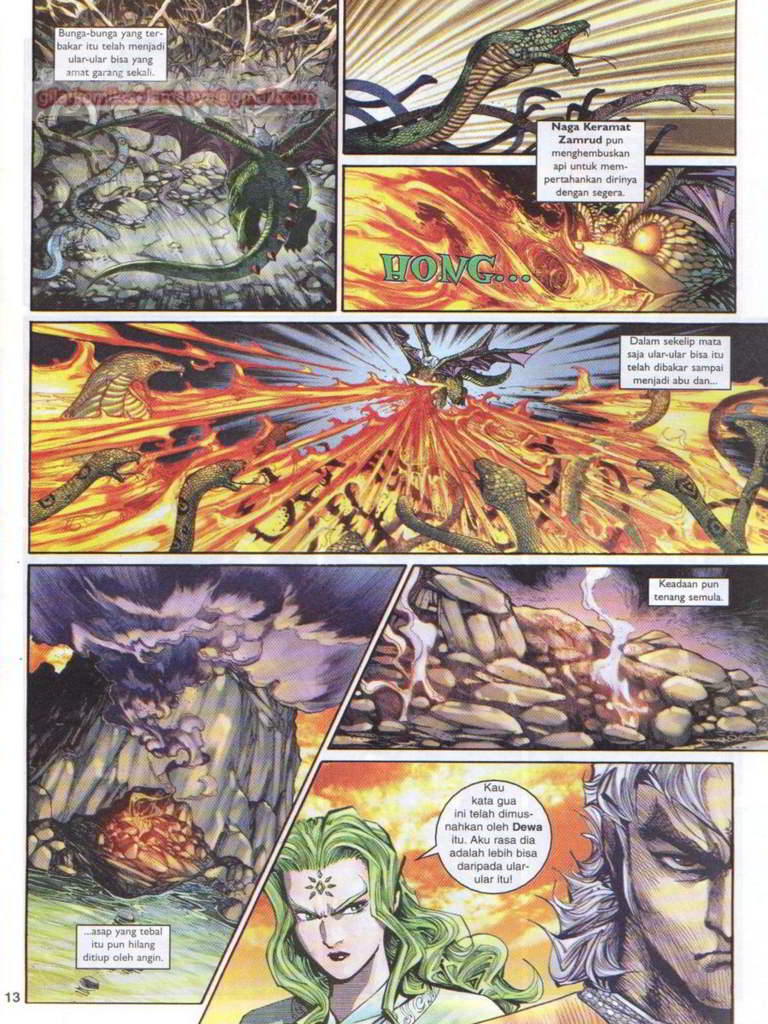 Bunga-bunga yang ter-
bakar itu telah menjadi
ular-ular bisa yang
amat garang sekali.
Naga Keramat
Zamrud pun
menghembuskan
api untuk mem-
pertahankan dirinya
dengan segera.
HONG...
Dalam sekelip mata
saja ular-ular bisa itu
telah dibakar sampai
menjadi abu dan...
...asap yang tebal
itu pun hilang
ditiup oleh angin.
Keadaan pun
tenang semula.
Kau
kata gua
ini telah dimus-
nahkan oleh Dewa
itu. Aku rasa dia
adalah lebih bisa
daripada ular-
ular itu!
13